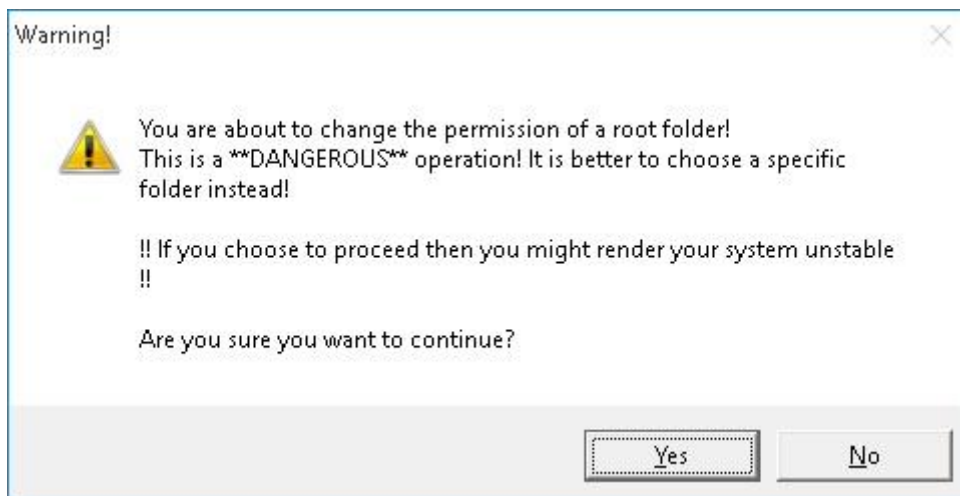 Warning!
You are about to change the permission of a root folder!
This is a **DANGEROUS** operation! It is better to choose a specific
folder instead!
!! If you choose to proceed then you might render your system unstable
!!
Are you sure you want to continue?
Yes
No